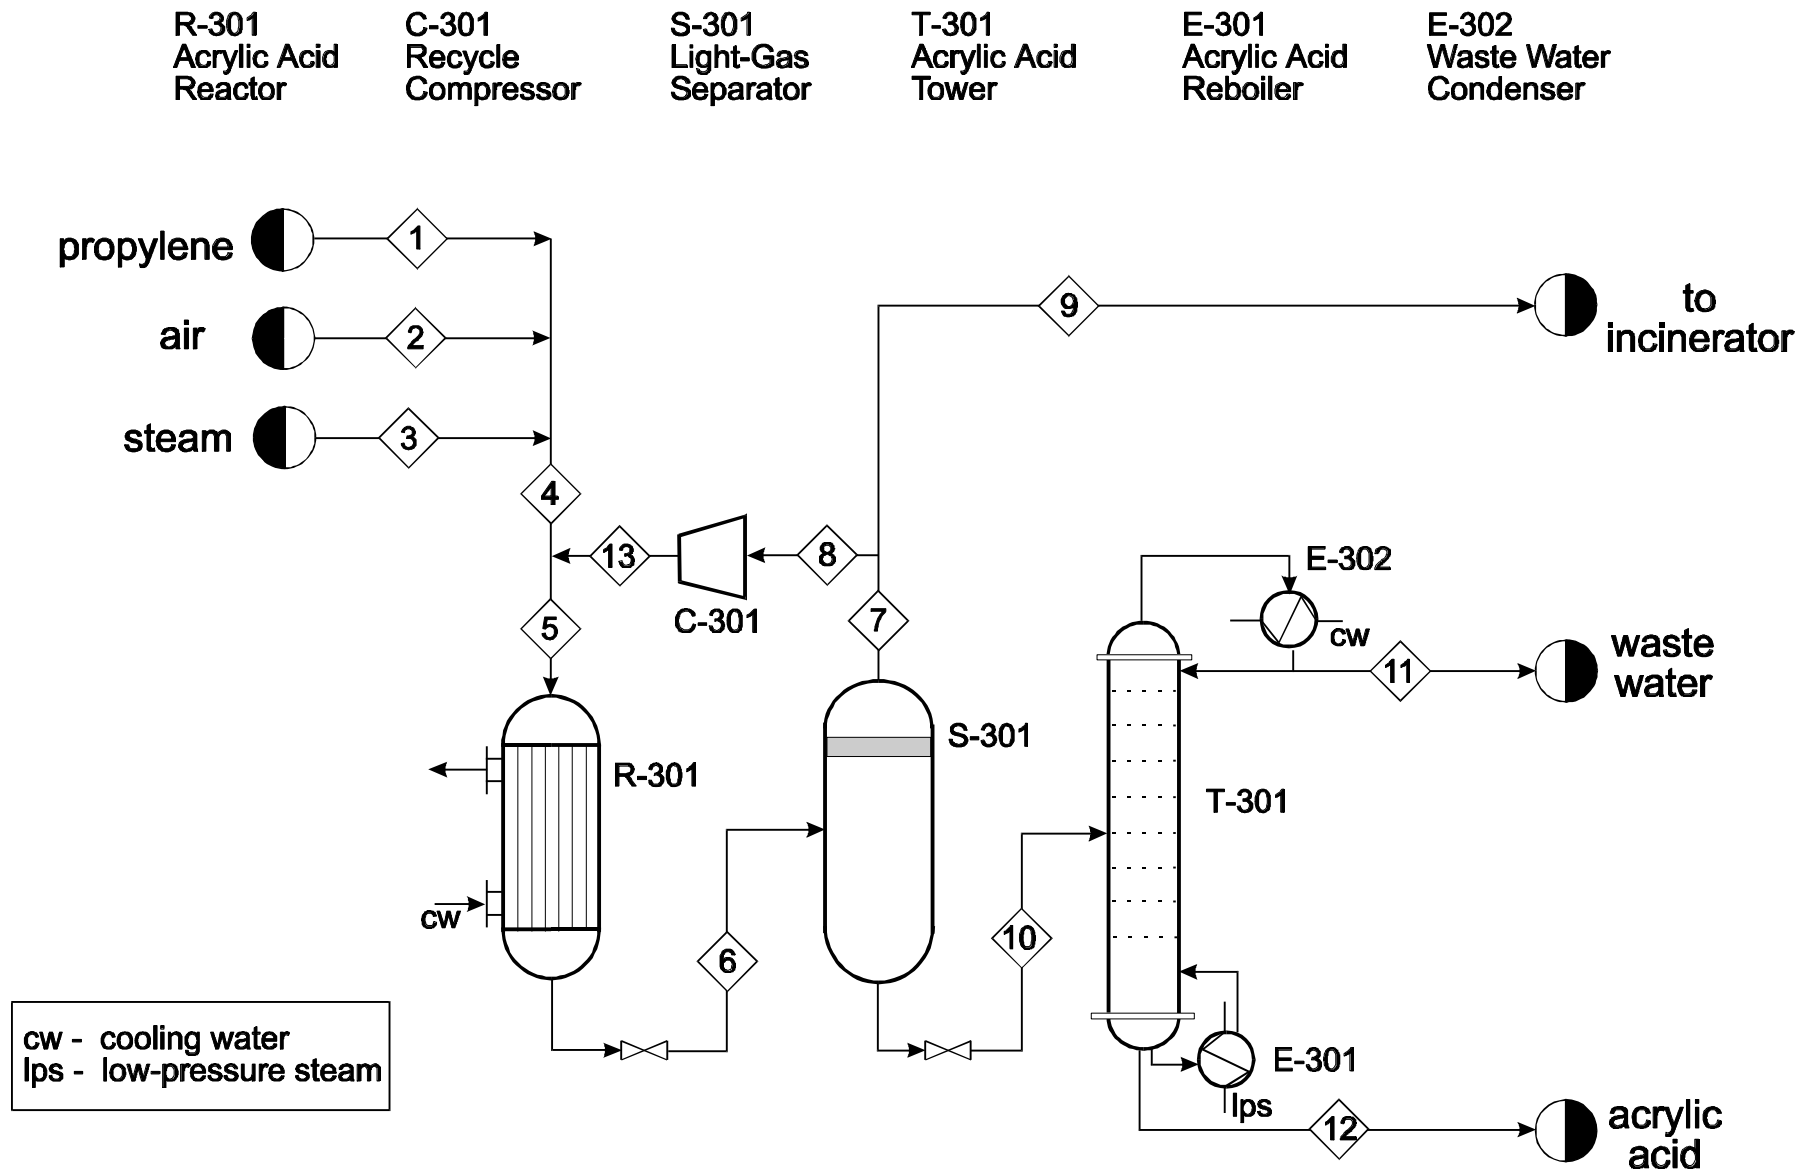 R-301
Acrylic Acid
Reactor
C-301
Recycle
Compressor
S-301
Light-Gas
Separator
T-301
Acrylic Acid
Tower
E-301
Acrylic Acid
Reboiler
E-302
Waste Water
Condenser
propylene
1
air
2
steam
3
4
5
13
C-301
8
7
9
to
incinerator
E-302
cw
11
waste
water
R-301
cw
S-301
T-301
6
10
E-301
lps
12
acrylic
acid
cw - cooling water
lps - low-pressure steam